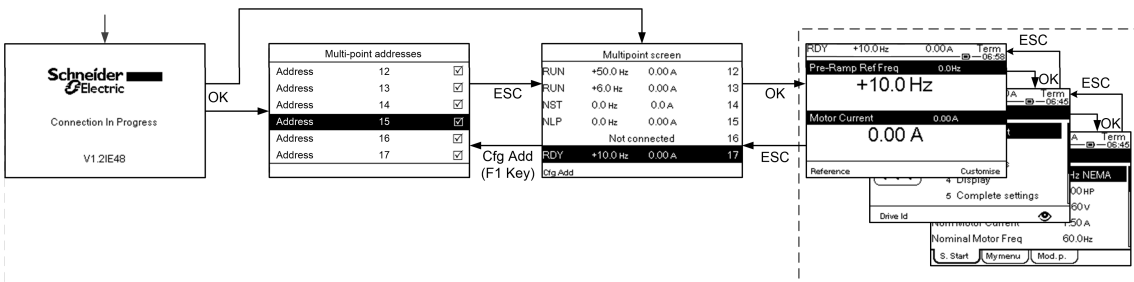 Schneider
Electric
Connection In Progress
V1.2IE48
OK
Multi-point addresses
Address 12
Address 13
Address 14
Address 15
Address 16
Address 17
ESC
Cfg Add
(F1 Key)
Multipoint screen
RUN +50.0 Hz 0.00 A 12
RUN +6.0 Hz 0.00 A 13
NST 0.0 Hz 0.0 A 14
NLP 0.0 Hz 0.00 A 15
Not connected 16
RDY +10.0 Hz 0.00 A 17
Cfg Add
OK
ESC
RDY +10.0 Hz 0.00 A Term
06:58
Pre-Ramp Ref Freq 0.0Hz
+10.0 Hz
Motor Current 0.00 A
0.00 A
Reference Customise
ESC
OK
A Term
06:45
4 Display
5 Complete settings
Drive Id
ESC
OK
A Term
06:45
Hz NEMA
00 HP
60 V
1.50 A
Nominal Motor Freq 60.0Hz
S. Start My menu Mod. p.